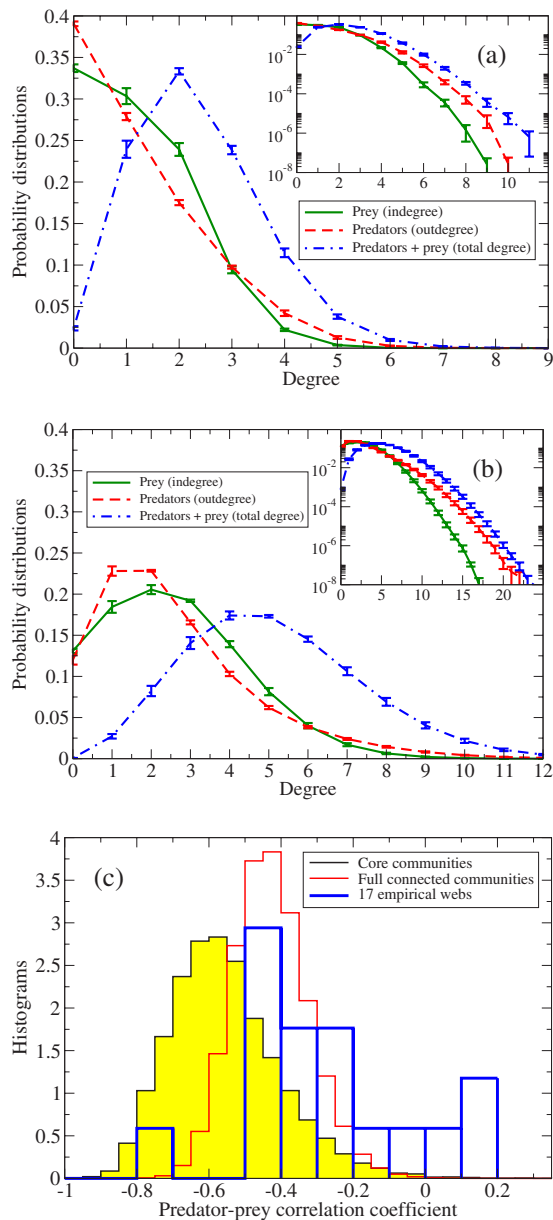 0.4
0.35
0.3
0.25
0.2
0.15
0.1
0.05
0
Probability distributions
0 1 2 3 4 5 6 7 8 9
Degree
(a)
10⁻²
10⁻⁴
10⁻⁶
10⁻⁸
0 2 4 6 8 10
Prey (indegree)
Predators (outdegree)
Predators + prey (total degree)
0.4
0.35
0.3
0.25
0.2
0.15
0.1
0.05
0
Probability distributions
0 1 2 3 4 5 6 7 8 9 10 11 12
Degree
Prey (indegree)
Predators (outdegree)
Predators + prey (total degree)
(b)
10⁻²
10⁻⁴
10⁻⁶
10⁻⁸
0 5 10 15 20
4
3.5
3
2.5
2
1.5
1
0.5
0
Histograms
(c)
Core communities
Full connected communities
17 empirical webs
-1 -0.8 -0.6 -0.4 -0.2 0 0.2
Predator-prey correlation coefficient